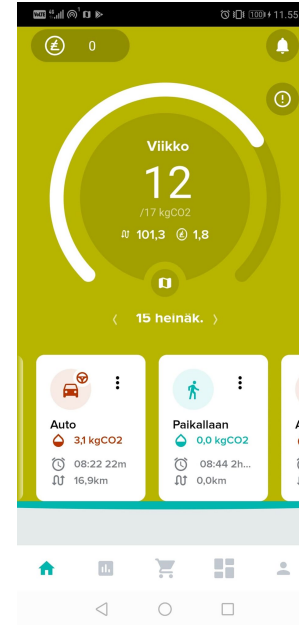 100 11.55
0
Viikko
12
/17 kgCO2
101,3 1,8
15 heinäk.
Auto
3,1 kgCO2
08:22 22m
16,9km
Paikallaan
0,0 kgCO2
08:44 2h...
0,0km
A